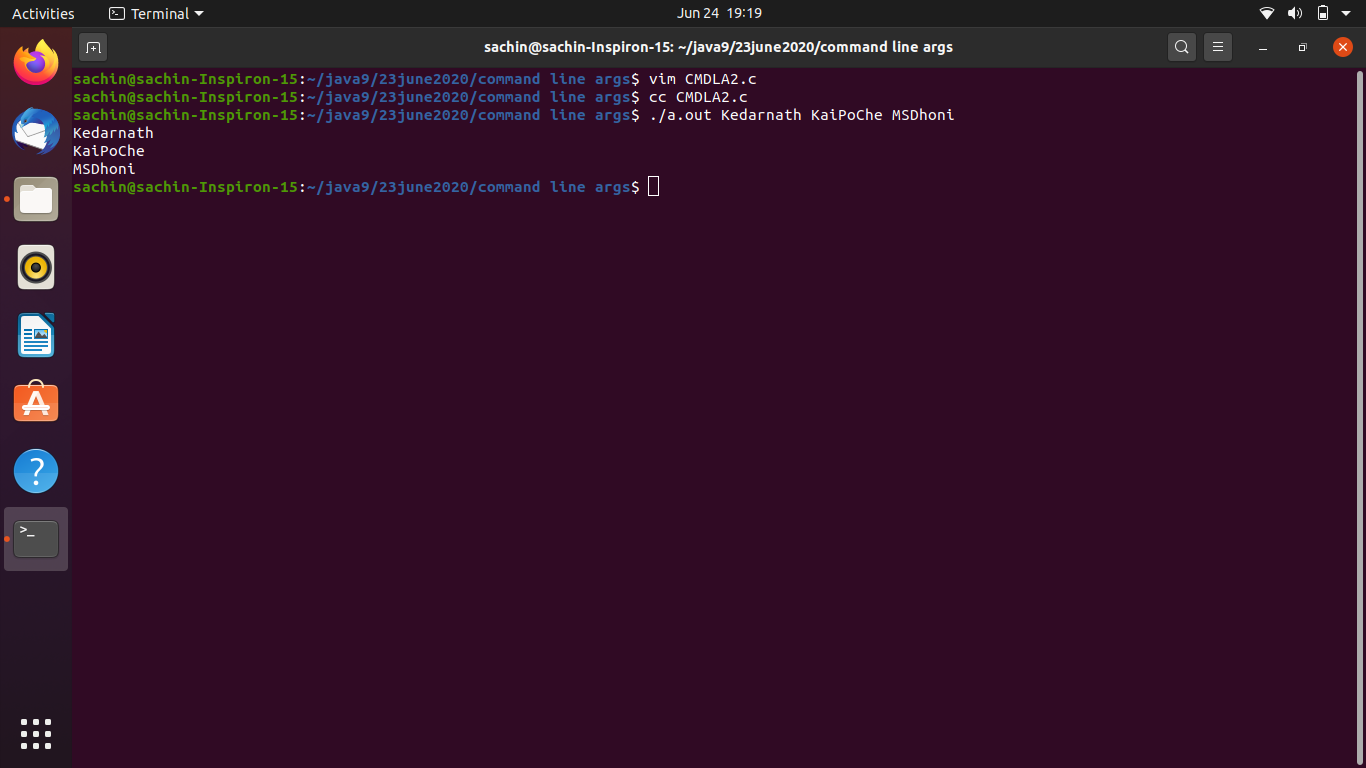 Activities
Terminal
Jun 24 19:19
sachin@sachin-Inspiron-15: ~/java9/23june2020/command line args
sachin@sachin-Inspiron-15:~/java9/23june2020/command line args$ vim CMDLA2.c
sachin@sachin-Inspiron-15:~/java9/23june2020/command line args$ cc CMDLA2.c
sachin@sachin-Inspiron-15:~/java9/23june2020/command line args$ ./a.out Kedarnath KaiPoChe MSDhoni
Kedarnath
KaiPoChe
MSDhoni
sachin@sachin-Inspiron-15:~/java9/23june2020/command line args$